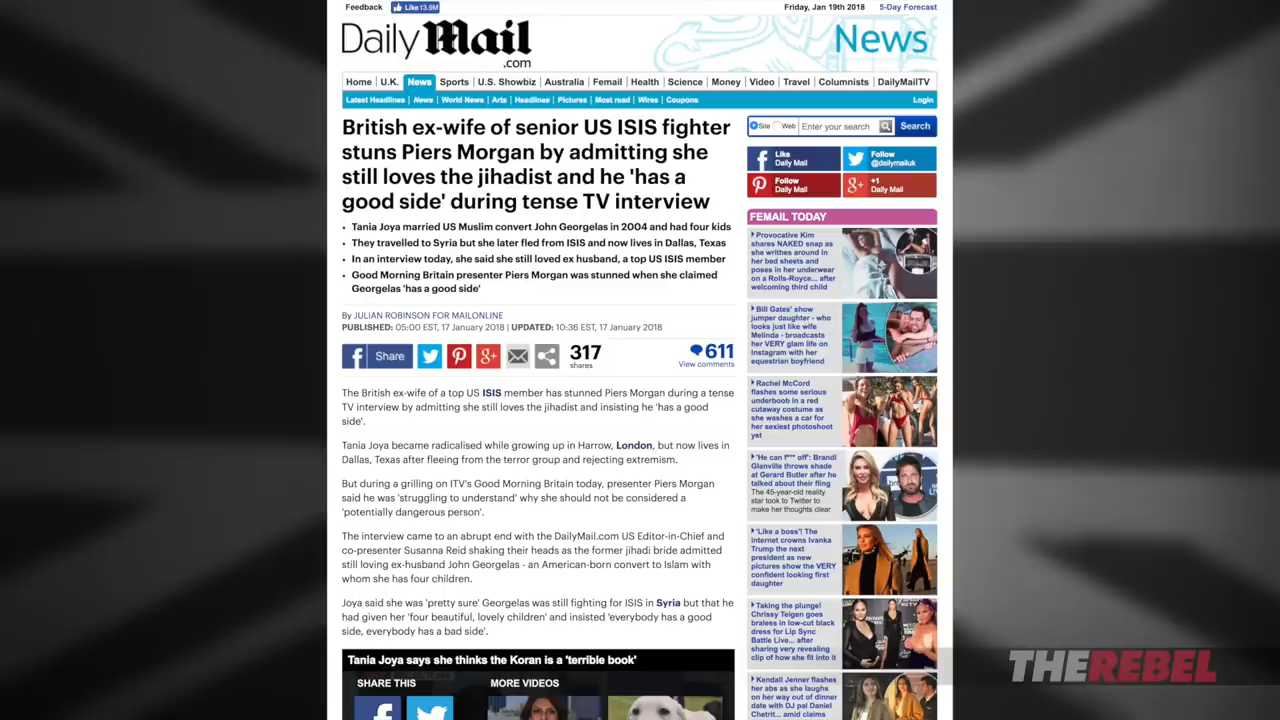 Feedback Like 13.9M Friday, Jan 19th 2018 5-Day Forecast
Daily Mail .com News
Home U.K. News Sports U.S. Showbiz Australia Femail Health Science Money Video Travel Columnists DailyMailTV
Latest Headlines | News | World News | Arts | Headlines | Pictures | Most read | Wires | Coupons Login
British ex-wife of senior US ISIS fighter
stuns Piers Morgan by admitting she
still loves the jihadist and he 'has a
good side' during tense TV interview
• Tania Joya married US Muslim convert John Georgelas in 2004 and had four kids
• They travelled to Syria but she later fled from ISIS and now lives in Dallas, Texas
• In an interview today, she said she still loved ex husband, a top US ISIS member
• Good Morning Britain presenter Piers Morgan was stunned when she claimed
Georgelas 'has a good side'
By JULIAN ROBINSON FOR MAILONLINE
PUBLISHED: 05:00 EST, 17 January 2018 | UPDATED: 10:36 EST, 17 January 2018
Share 317 shares 611 View comments
The British ex-wife of a top US ISIS member has stunned Piers Morgan during a tense
TV interview by admitting she still loves the jihadist and insisting he 'has a good
side'.
Tania Joya became radicalised while growing up in Harrow, London, but now lives in
Dallas, Texas after fleeing from the terror group and rejecting extremism.
But during a grilling on ITV's Good Morning Britain today, presenter Piers Morgan
said he was 'struggling to understand' why she should not be considered a
'potentially dangerous person'.
The interview came to an abrupt end with the DailyMail.com US Editor-in-Chief and
co-presenter Susanna Reid shaking their heads as the former jihadi bride admitted
still loving ex-husband John Georgelas - an American-born convert to Islam with
whom she has four children.
Joya said she was 'pretty sure' Georgelas was still fighting for ISIS in Syria but that he
had given her 'four beautiful, lovely children' and insisted 'everybody has a good
side, everybody has a bad side'.
Tania Joya says she thinks the Koran is a 'terrible book'
SHARE THIS MORE VIDEOS
Site Web Enter your search Search
Like
Daily Mail
Follow
@dailymailuk
Follow
Daily Mail
+1
Daily Mail
FEMAIL TODAY
Provocative Kim
shares NAKED snap as
she writhes around in
her bed sheets and
poses in her underwear
on a Rolls-Royce... after
welcoming third child
Bill Gates' show
jumper daughter - who
looks just like wife
Melinda - broadcasts
her VERY glam life on
Instagram with her
equestrian boyfriend
Rachel McCord
flashes some serious
underboob in a red
cutaway costume as
she washes a car for
her sexiest photoshoot
yet
'He can f*** off': Brandi
Glanville throws shade
at Gerard Butler after he
talked about their fling
The 45-year-old reality
star took to Twitter to
make her thoughts clear
'Like a boss'! The
internet crowns Ivanka
Trump the next
president as new
pictures show the VERY
confident looking first
daughter
Taking the plunge!
Chrissy Teigen goes
braless in low-cut black
dress for Lip Sync
Battle Live... after
sharing very revealing
clip of how she fit into it
Kendall Jenner flashes
her abs as she laughs
on her way out of dinner
date with DJ pal Daniel
Chetrit... amid claims
THE REBEL